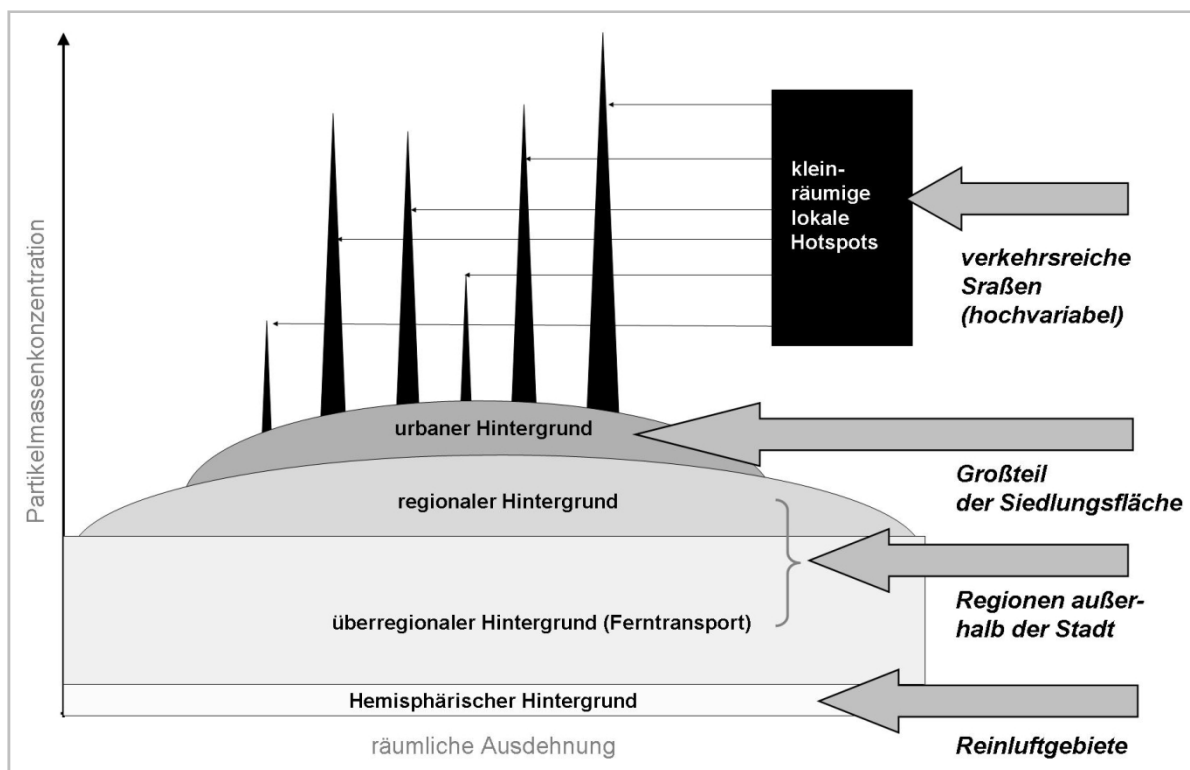 Partikelmassenkonzentration
klein-
räumige
lokale
Hotspots
verkehrsreiche
Sraßen
(hochvariabel)
urbaner Hintergrund
Großteil
der Siedlungsfläche
regionaler Hintergrund
überregionaler Hintergrund (Ferntransport)
Regionen außer-
halb der Stadt
Hemisphärischer Hintergrund
Reinluftgebiete
räumliche Ausdehnung